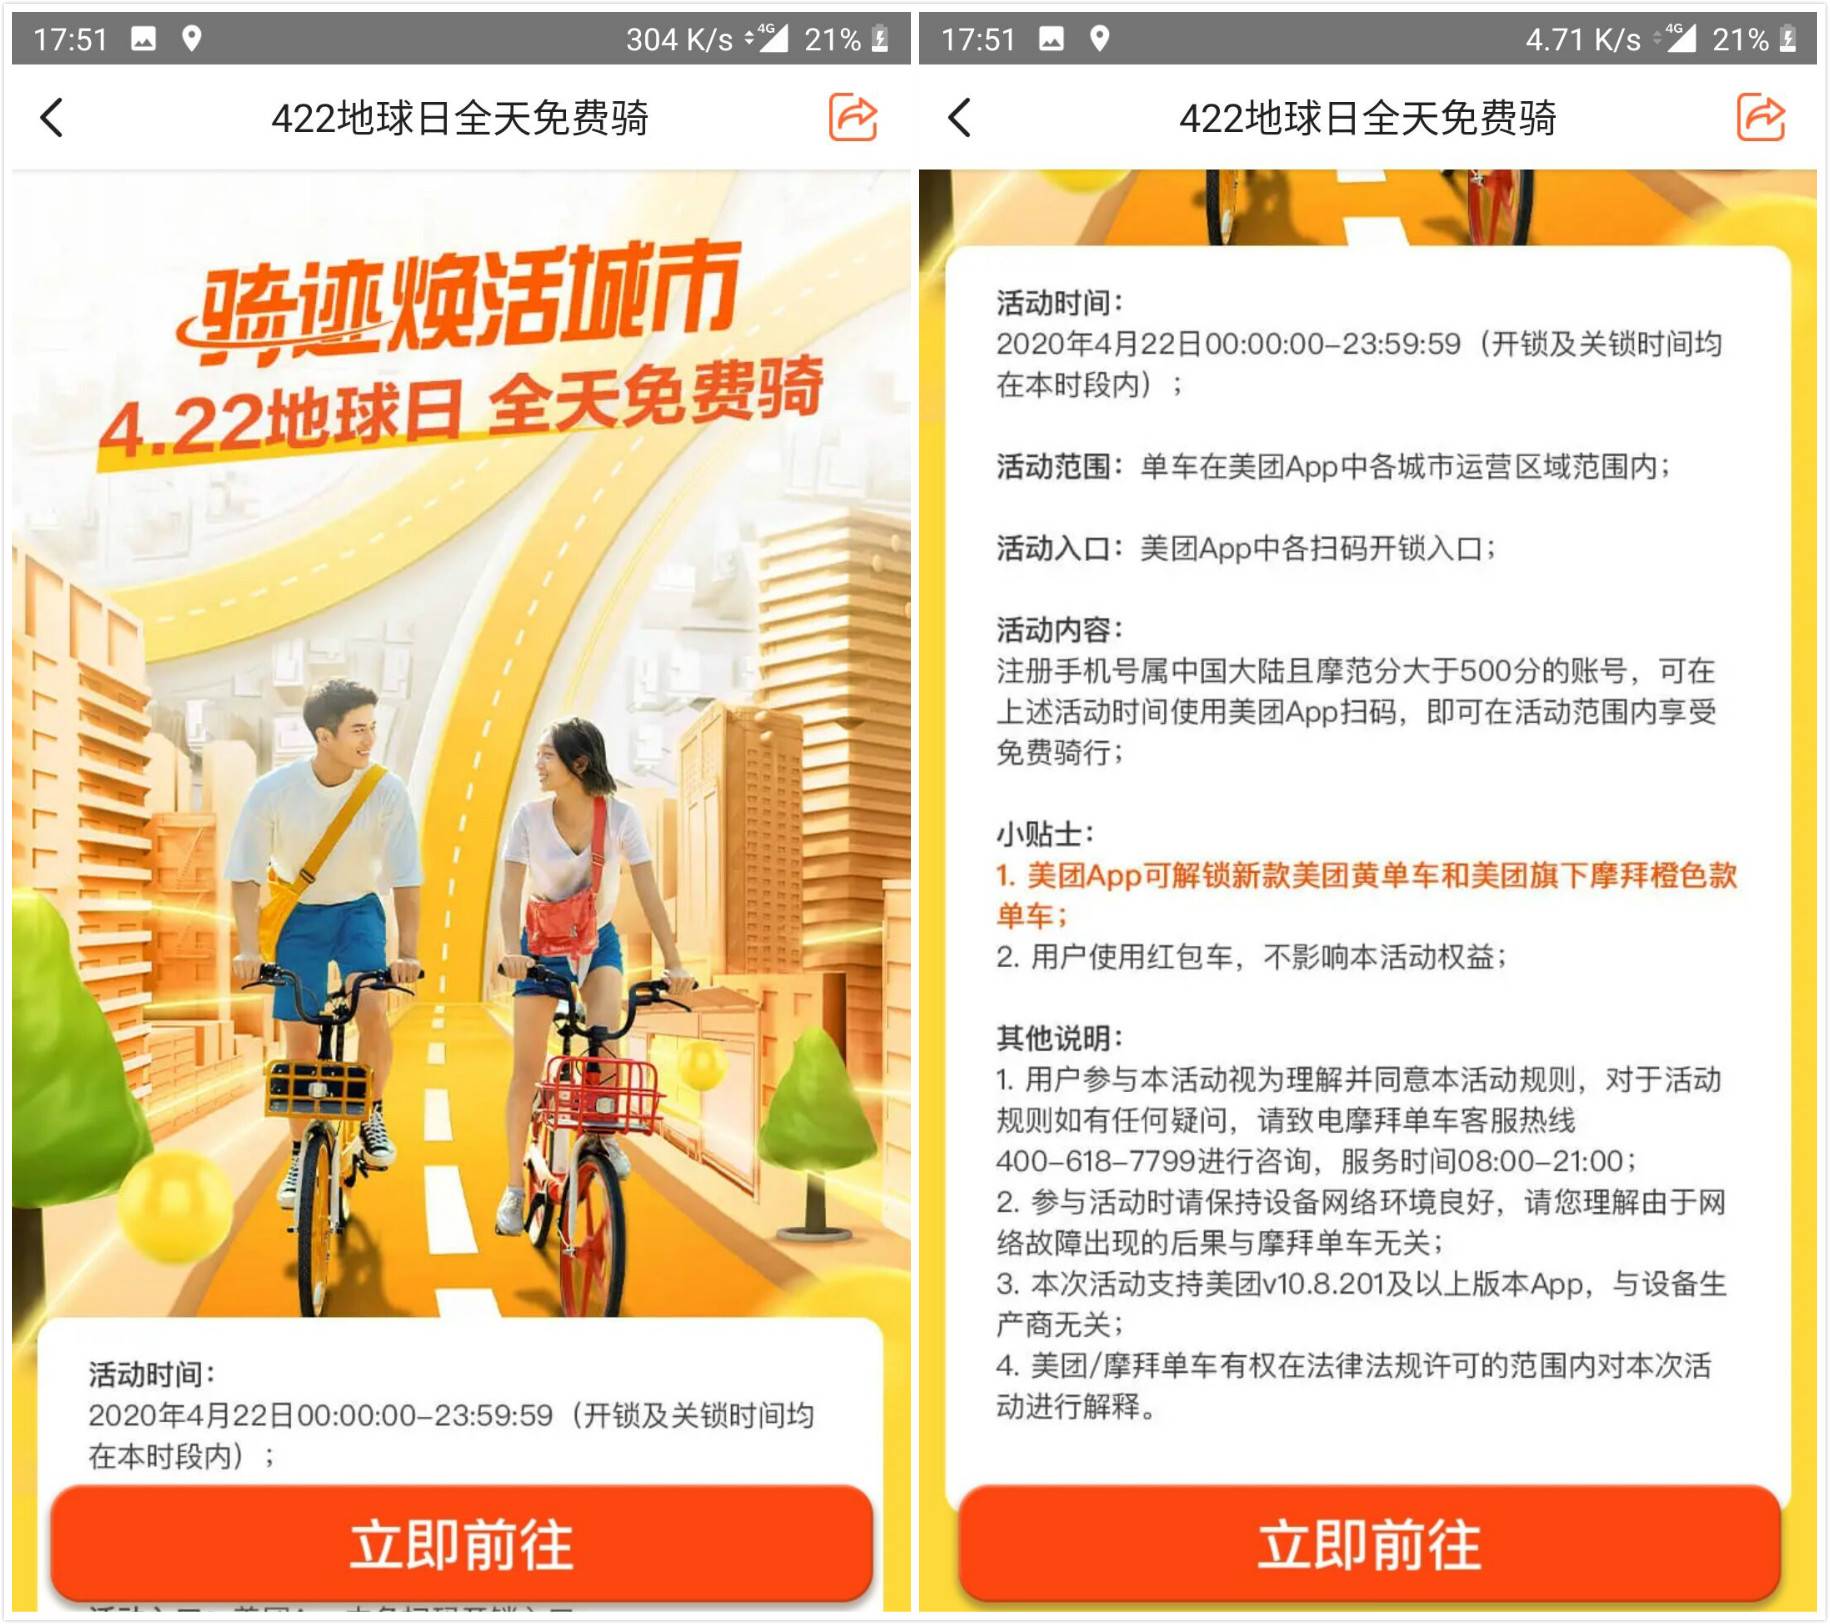 17:51
304 K/s
4G
21%
422地球日全天免费骑
骑迹焕活城市
4.22地球日 全天免费骑
活动时间：
2020年4月22日00:00:00-23:59:59（开锁及关锁时间均
在本时段内）；
立即前往
17:51
4.71 K/s
4G
21%
422地球日全天免费骑
活动时间：
2020年4月22日00:00:00-23:59:59（开锁及关锁时间均
在本时段内）；
活动范围：单车在美团App中各城市运营区域范围内；
活动入口：美团App中各扫码开锁入口；
活动内容：
注册手机号属中国大陆且摩范分大于500分的账号，可在
上述活动时间使用美团App扫码，即可在活动范围内享受
免费骑行；
小贴士：
1. 美团App可解锁新款美团黄单车和美团旗下摩拜橙色款
单车；
2. 用户使用红包车，不影响本活动权益；
其他说明：
1. 用户参与本活动视为理解并同意本活动规则，对于活动
规则如有任何疑问，请致电摩拜单车客服热线
400-618-7799进行咨询，服务时间08:00-21:00；
2. 参与活动时请保持设备网络环境良好，请您理解由于网
络故障出现的后果与摩拜单车无关；
3. 本次活动支持美团v10.8.201及以上版本App，与设备生
产商无关；
4. 美团/摩拜单车有权在法律法规许可的范围内对本次活
动进行解释。
立即前往